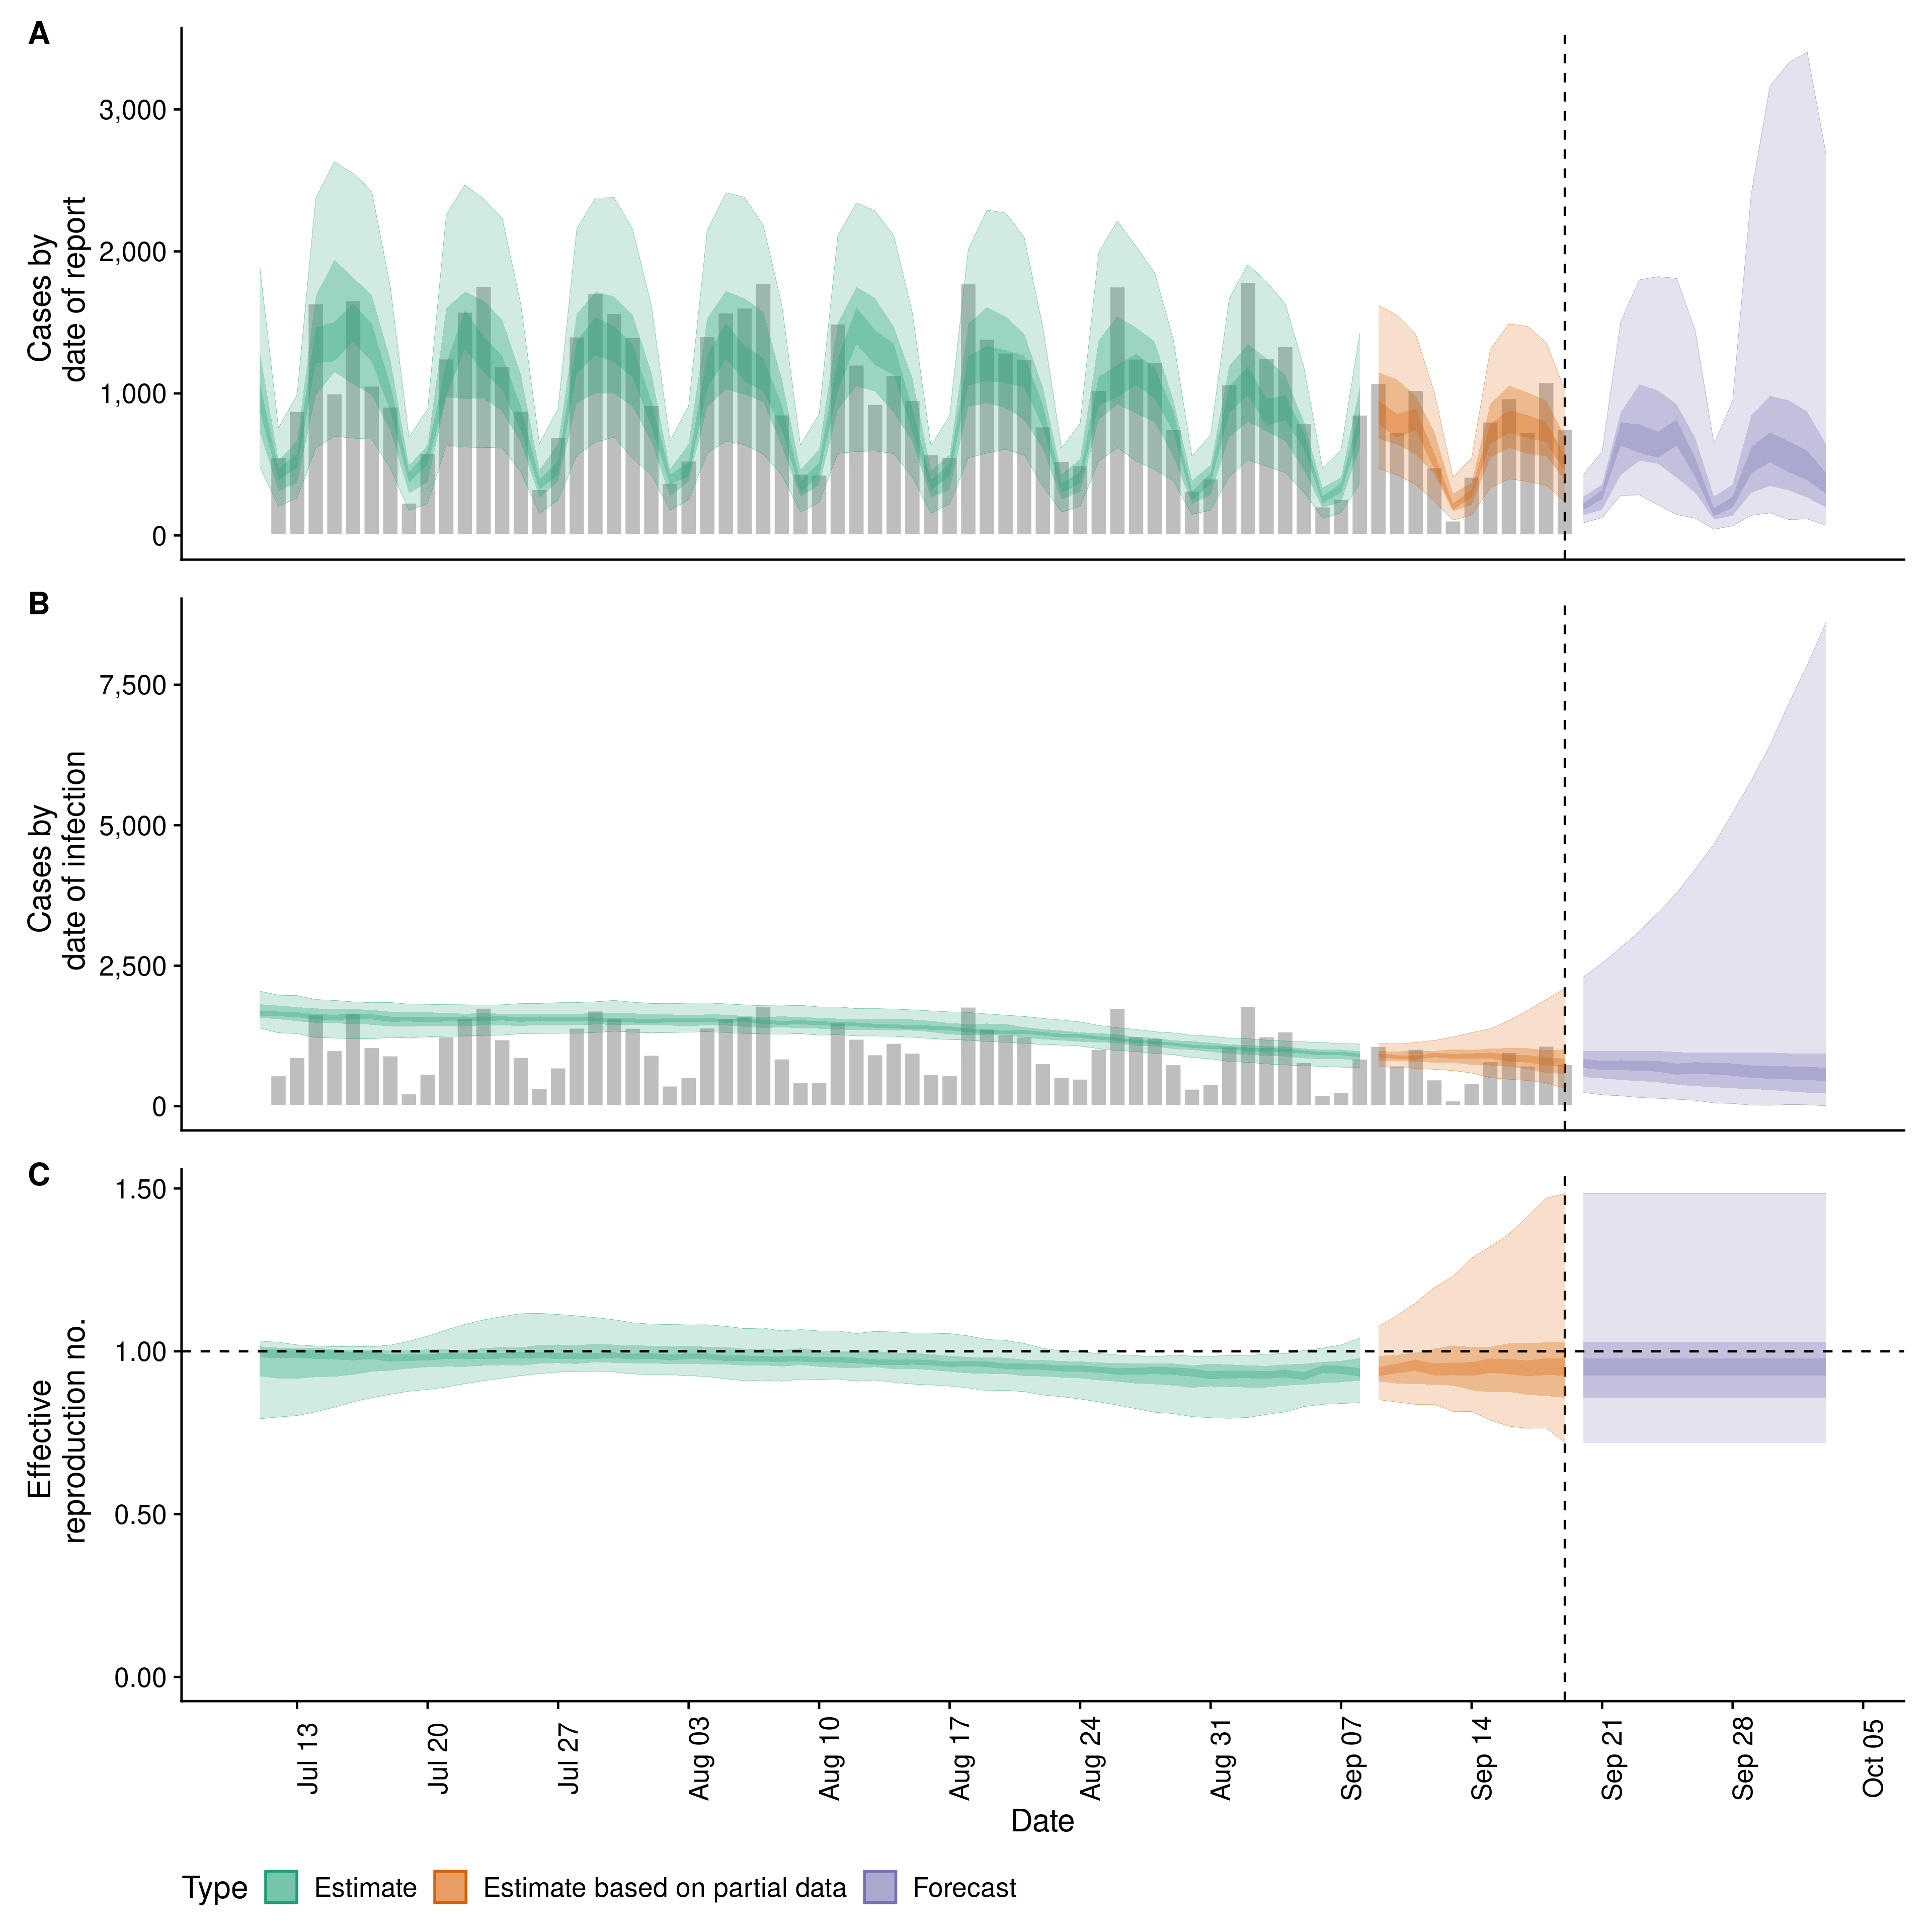 A
Cases by
date of report
3,000
2,000
1,000
0
B
Cases by
date of infection
7,500
5,000
2,500
0
C
Effective
reproduction no.
1.50
1.00
0.50
0.00
Jul 13
Jul 20
Jul 27
Aug 03
Aug 10
Aug 17
Aug 24
Aug 31
Sep 07
Sep 14
Sep 21
Sep 28
Oct 05
Date
Type Estimate Estimate based on partial data Forecast